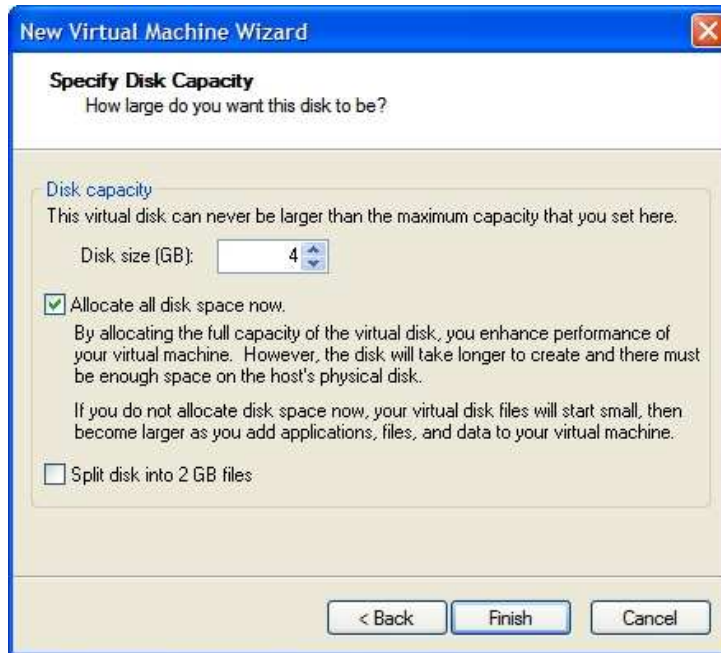 New Virtual Machine Wizard
Specify Disk Capacity
How large do you want this disk to be?
Disk capacity
This virtual disk can never be larger than the maximum capacity that you set here.
Disk size (GB): 4
Allocate all disk space now.
By allocating the full capacity of the virtual disk, you enhance performance of
your virtual machine. However, the disk will take longer to create and there must
be enough space on the host's physical disk.
If you do not allocate disk space now, your virtual disk files will start small, then
become larger as you add applications, files, and data to your virtual machine.
Split disk into 2 GB files
< Back Finish Cancel